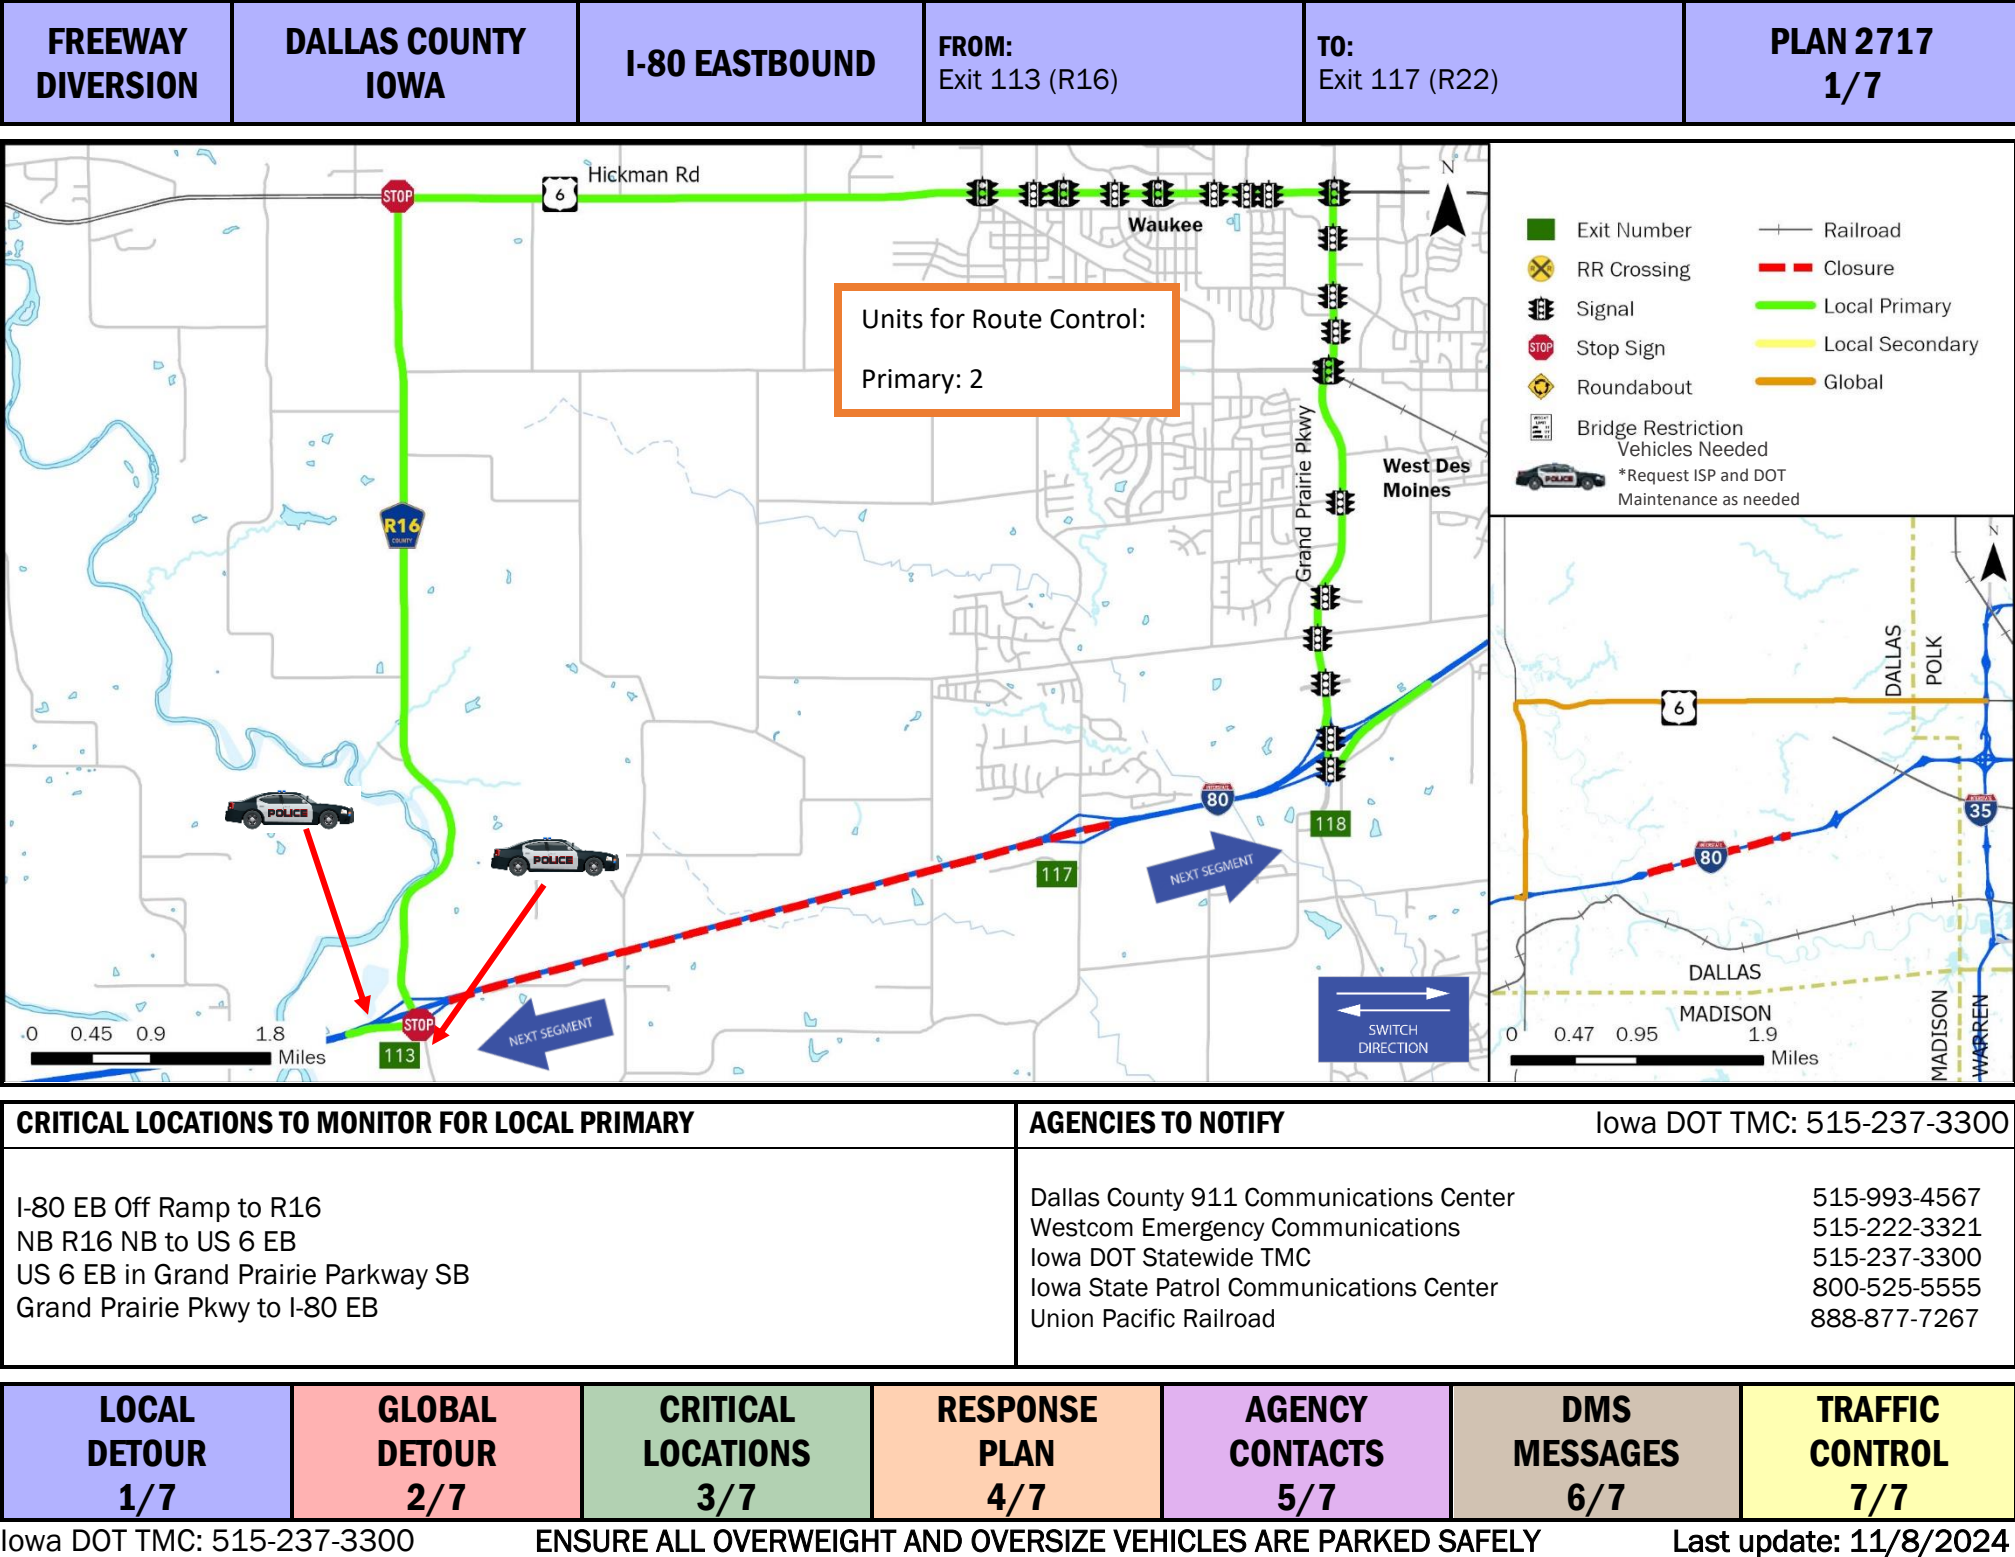 FREEWAY
DIVERSION
DALLAS COUNTY
IOWA
I-80 EASTBOUND
FROM:
Exit 113 (R16)
TO:
Exit 117 (R22)
PLAN 2717
1/7
STOP
6
Hickman Rd
Waukee
N
Units for Route Control:
Primary: 2
Grand Prairie Pkwy
West Des
Moines
R16
COUNTY
POLICE
POLICE
80
118
117
NEXT SEGMENT
NEXT SEGMENT
STOP
113
0 0.45 0.9 1.8
Miles
SWITCH
DIRECTION
Exit Number
RR Crossing
Signal
STOP
Stop Sign
Roundabout
Bridge Restriction
Railroad
Closure
Local Primary
Local Secondary
Global
POLICE
Vehicles Needed
*Request ISP and DOT
Maintenance as needed
N
DALLAS
POLK
6
35
80
DALLAS
MADISON
MADISON
WARREN
0 0.47 0.95 1.9
Miles
CRITICAL LOCATIONS TO MONITOR FOR LOCAL PRIMARY
I-80 EB Off Ramp to R16
NB R16 NB to US 6 EB
US 6 EB in Grand Prairie Parkway SB
Grand Prairie Pkwy to I-80 EB
AGENCIES TO NOTIFY Iowa DOT TMC: 515-237-3300
Dallas County 911 Communications Center 515-993-4567
Westcom Emergency Communications 515-222-3321
Iowa DOT Statewide TMC 515-237-3300
Iowa State Patrol Communications Center 800-525-5555
Union Pacific Railroad 888-877-7267
LOCAL
DETOUR
1/7
GLOBAL
DETOUR
2/7
CRITICAL
LOCATIONS
3/7
RESPONSE
PLAN
4/7
AGENCY
CONTACTS
5/7
DMS
MESSAGES
6/7
TRAFFIC
CONTROL
7/7
Iowa DOT TMC: 515-237-3300 ENSURE ALL OVERWEIGHT AND OVERSIZE VEHICLES ARE PARKED SAFELY Last update: 11/8/2024